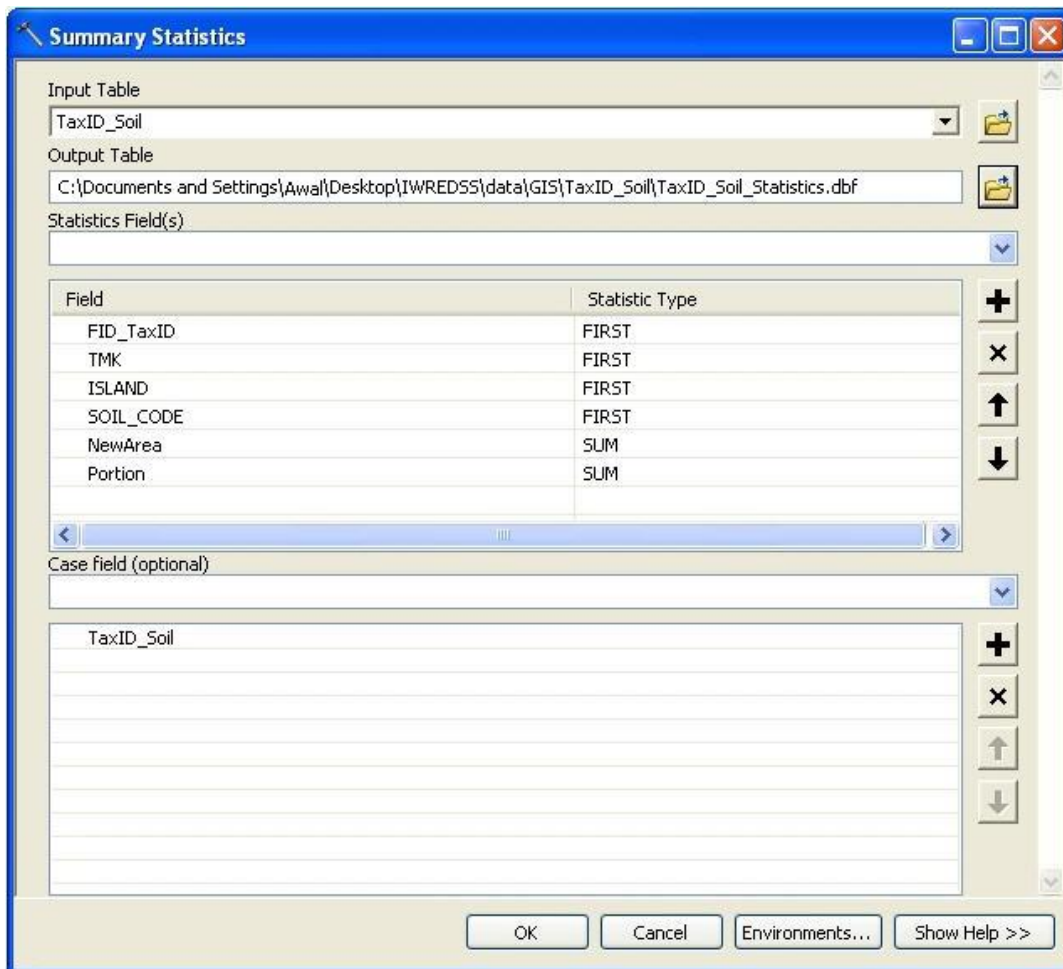 Summary Statistics
Input Table
TaxID_Soil
Output Table
C:\Documents and Settings\Awal\Desktop\IWREDSS\data\GIS\TaxID_Soil\TaxID_Soil_Statistics.dbf
Statistics Field(s)
Field Statistic Type
FID_TaxID FIRST
TMK FIRST
ISLAND FIRST
SOIL_CODE FIRST
NewArea SUM
Portion SUM
Case field (optional)
TaxID_Soil
OK Cancel Environments... Show Help >>